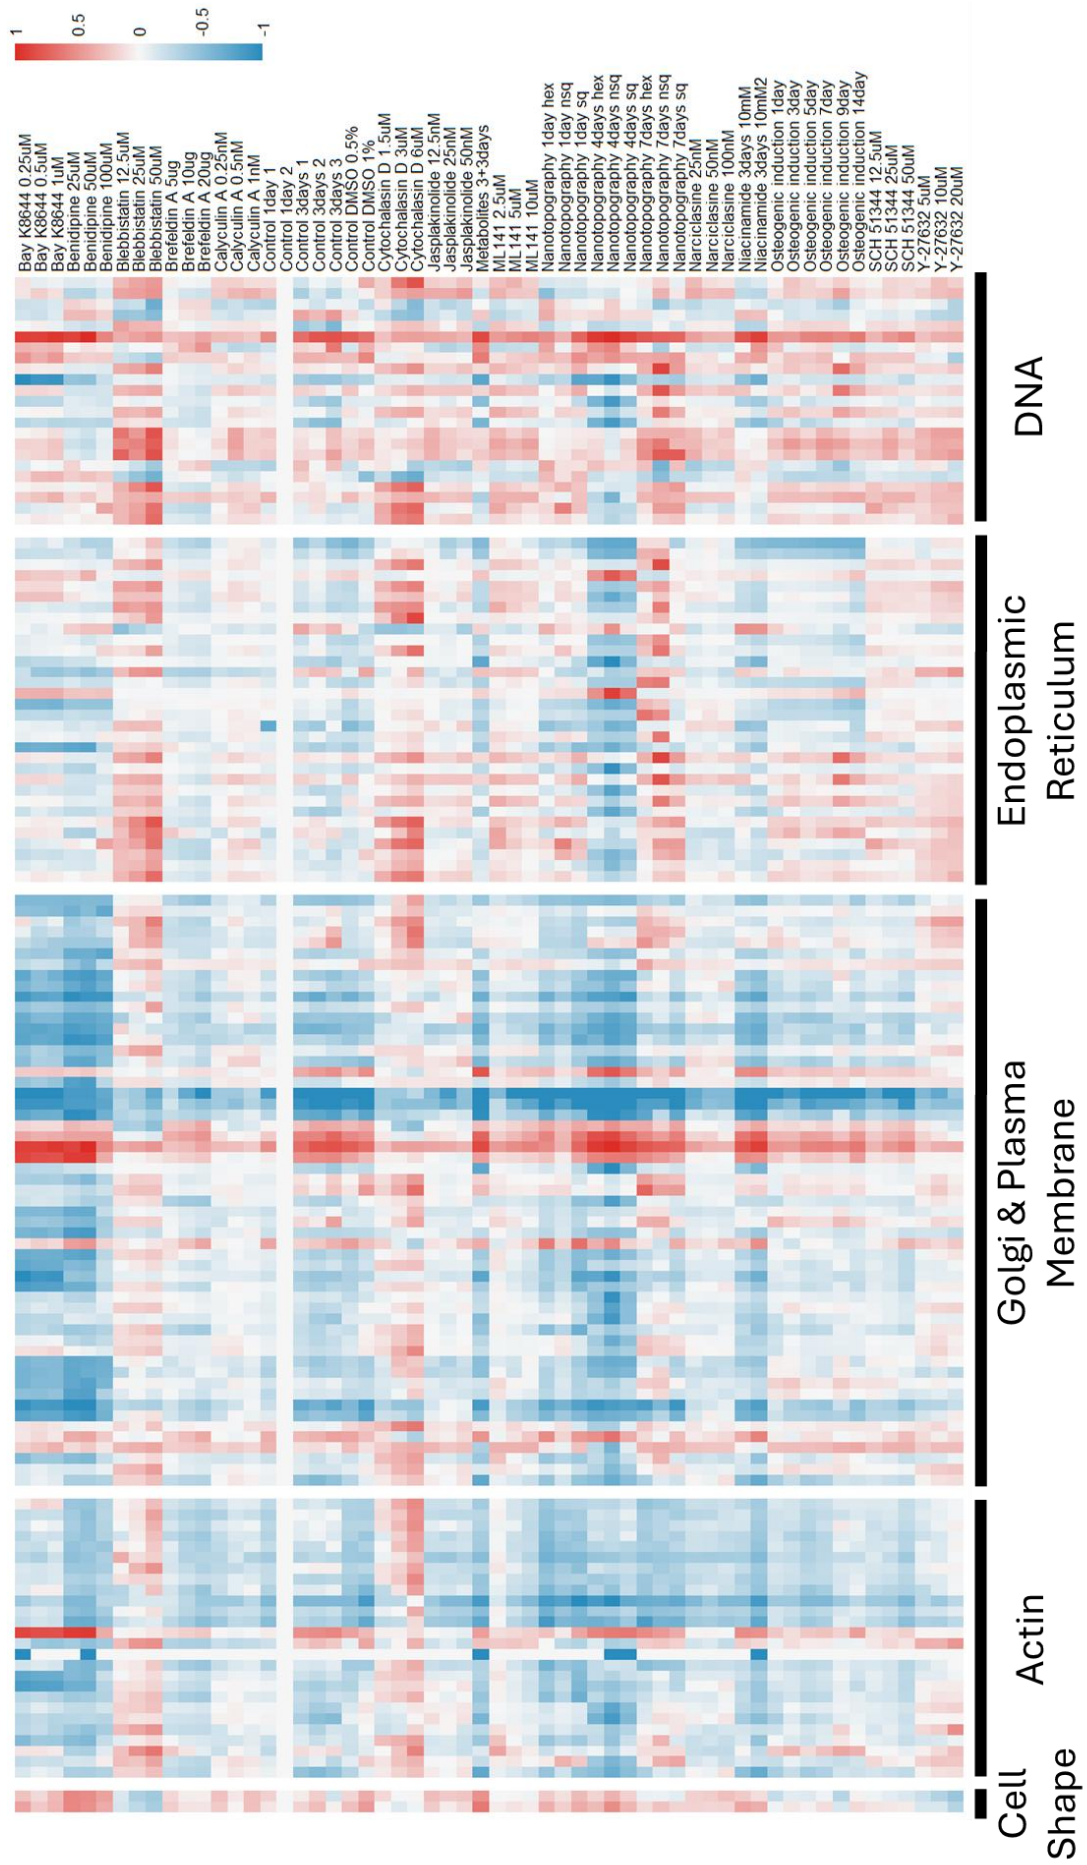 1
0.5
0
-0.5
-1
Bay K8644 0.25uM
Bay K8644 0.5uM
Bay K8644 1uM
Benidipine 25uM
Benidipine 50uM
Benidipine 100uM
Blebbistatin 12.5uM
Blebbistatin 25uM
Blebbistatin 50uM
Brefeldin A 5ug
Brefeldin A 10ug
Brefeldin A 20ug
Calyculin A 0.25nM
Calyculin A 0.5nM
Calyculin A 1nM
Control 1day 1
Control 1day 2
Control 3days 1
Control 3days 2
Control 3days 3
Control DMSO 0.5%
Control DMSO 1%
Cytochalasin D 1.5uM
Cytochalasin D 3uM
Cytochalasin D 6uM
Jasplakinolide 12.5nM
Jasplakinolide 25nM
Jasplakinolide 50nM
Metabolites 3+3days
ML141 2.5uM
ML141 5uM
ML141 10uM
Nanotopography 1day hex
Nanotopography 1day nsq
Nanotopography 1day sq
Nanotopography 4days hex
Nanotopography 4days nsq
Nanotopography 4days sq
Nanotopography 7days hex
Nanotopography 7days nsq
Nanotopography 7days sq
Narciclasine 25nM
Narciclasine 50nM
Narciclasine 100nM
Niacinamide 3days 10mM
Niacinamide 3days 10mM2
Osteogenic induction 1day
Osteogenic induction 3day
Osteogenic induction 5day
Osteogenic induction 7day
Osteogenic induction 9day
Osteogenic induction 14day
SCH 51344 12.5uM
SCH 51344 25uM
SCH 51344 50uM
Y-27632 5uM
Y-27632 10uM
Y-27632 20uM
DNA
Endoplasmic
Reticulum
Golgi & Plasma
Membrane
Actin
Cell
Shape